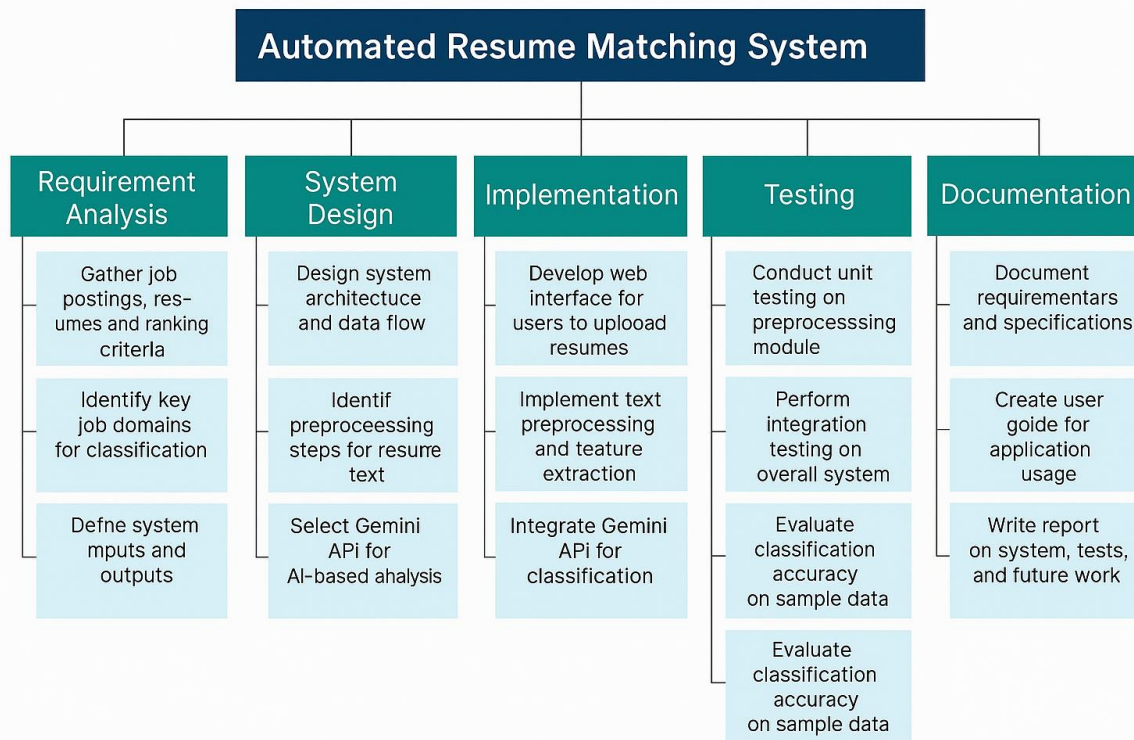 Automated Resume Matching System
Requirement
Analysis
Gather job
postings, res-
umes and ranking
criteria
Identify key
job domains
for classification
Defne system
mputs and
outputs
System
Design
Design system
architectuce
and data flow
Identif
preproceessing
steps for resume
text
Select Gemini
APi for
AI-based ahalysis
Implementation
Develop web
interface for
users to uplooad
resumes
Implement text
preprocessing
and teature
extraction
Integrate Gemini
APi for
classification
Testing
Conduct unit
testing on
preprocesssing
module
Perform
integration
testing on
overall system
Evaluate
classification
accuracy
on sample data
Evaluate
classification
accuracy
on sample data
Documentation
Document
requirementars
and specifications
Create user
goide for
application
usage
Write report
on system, tests,
and future work